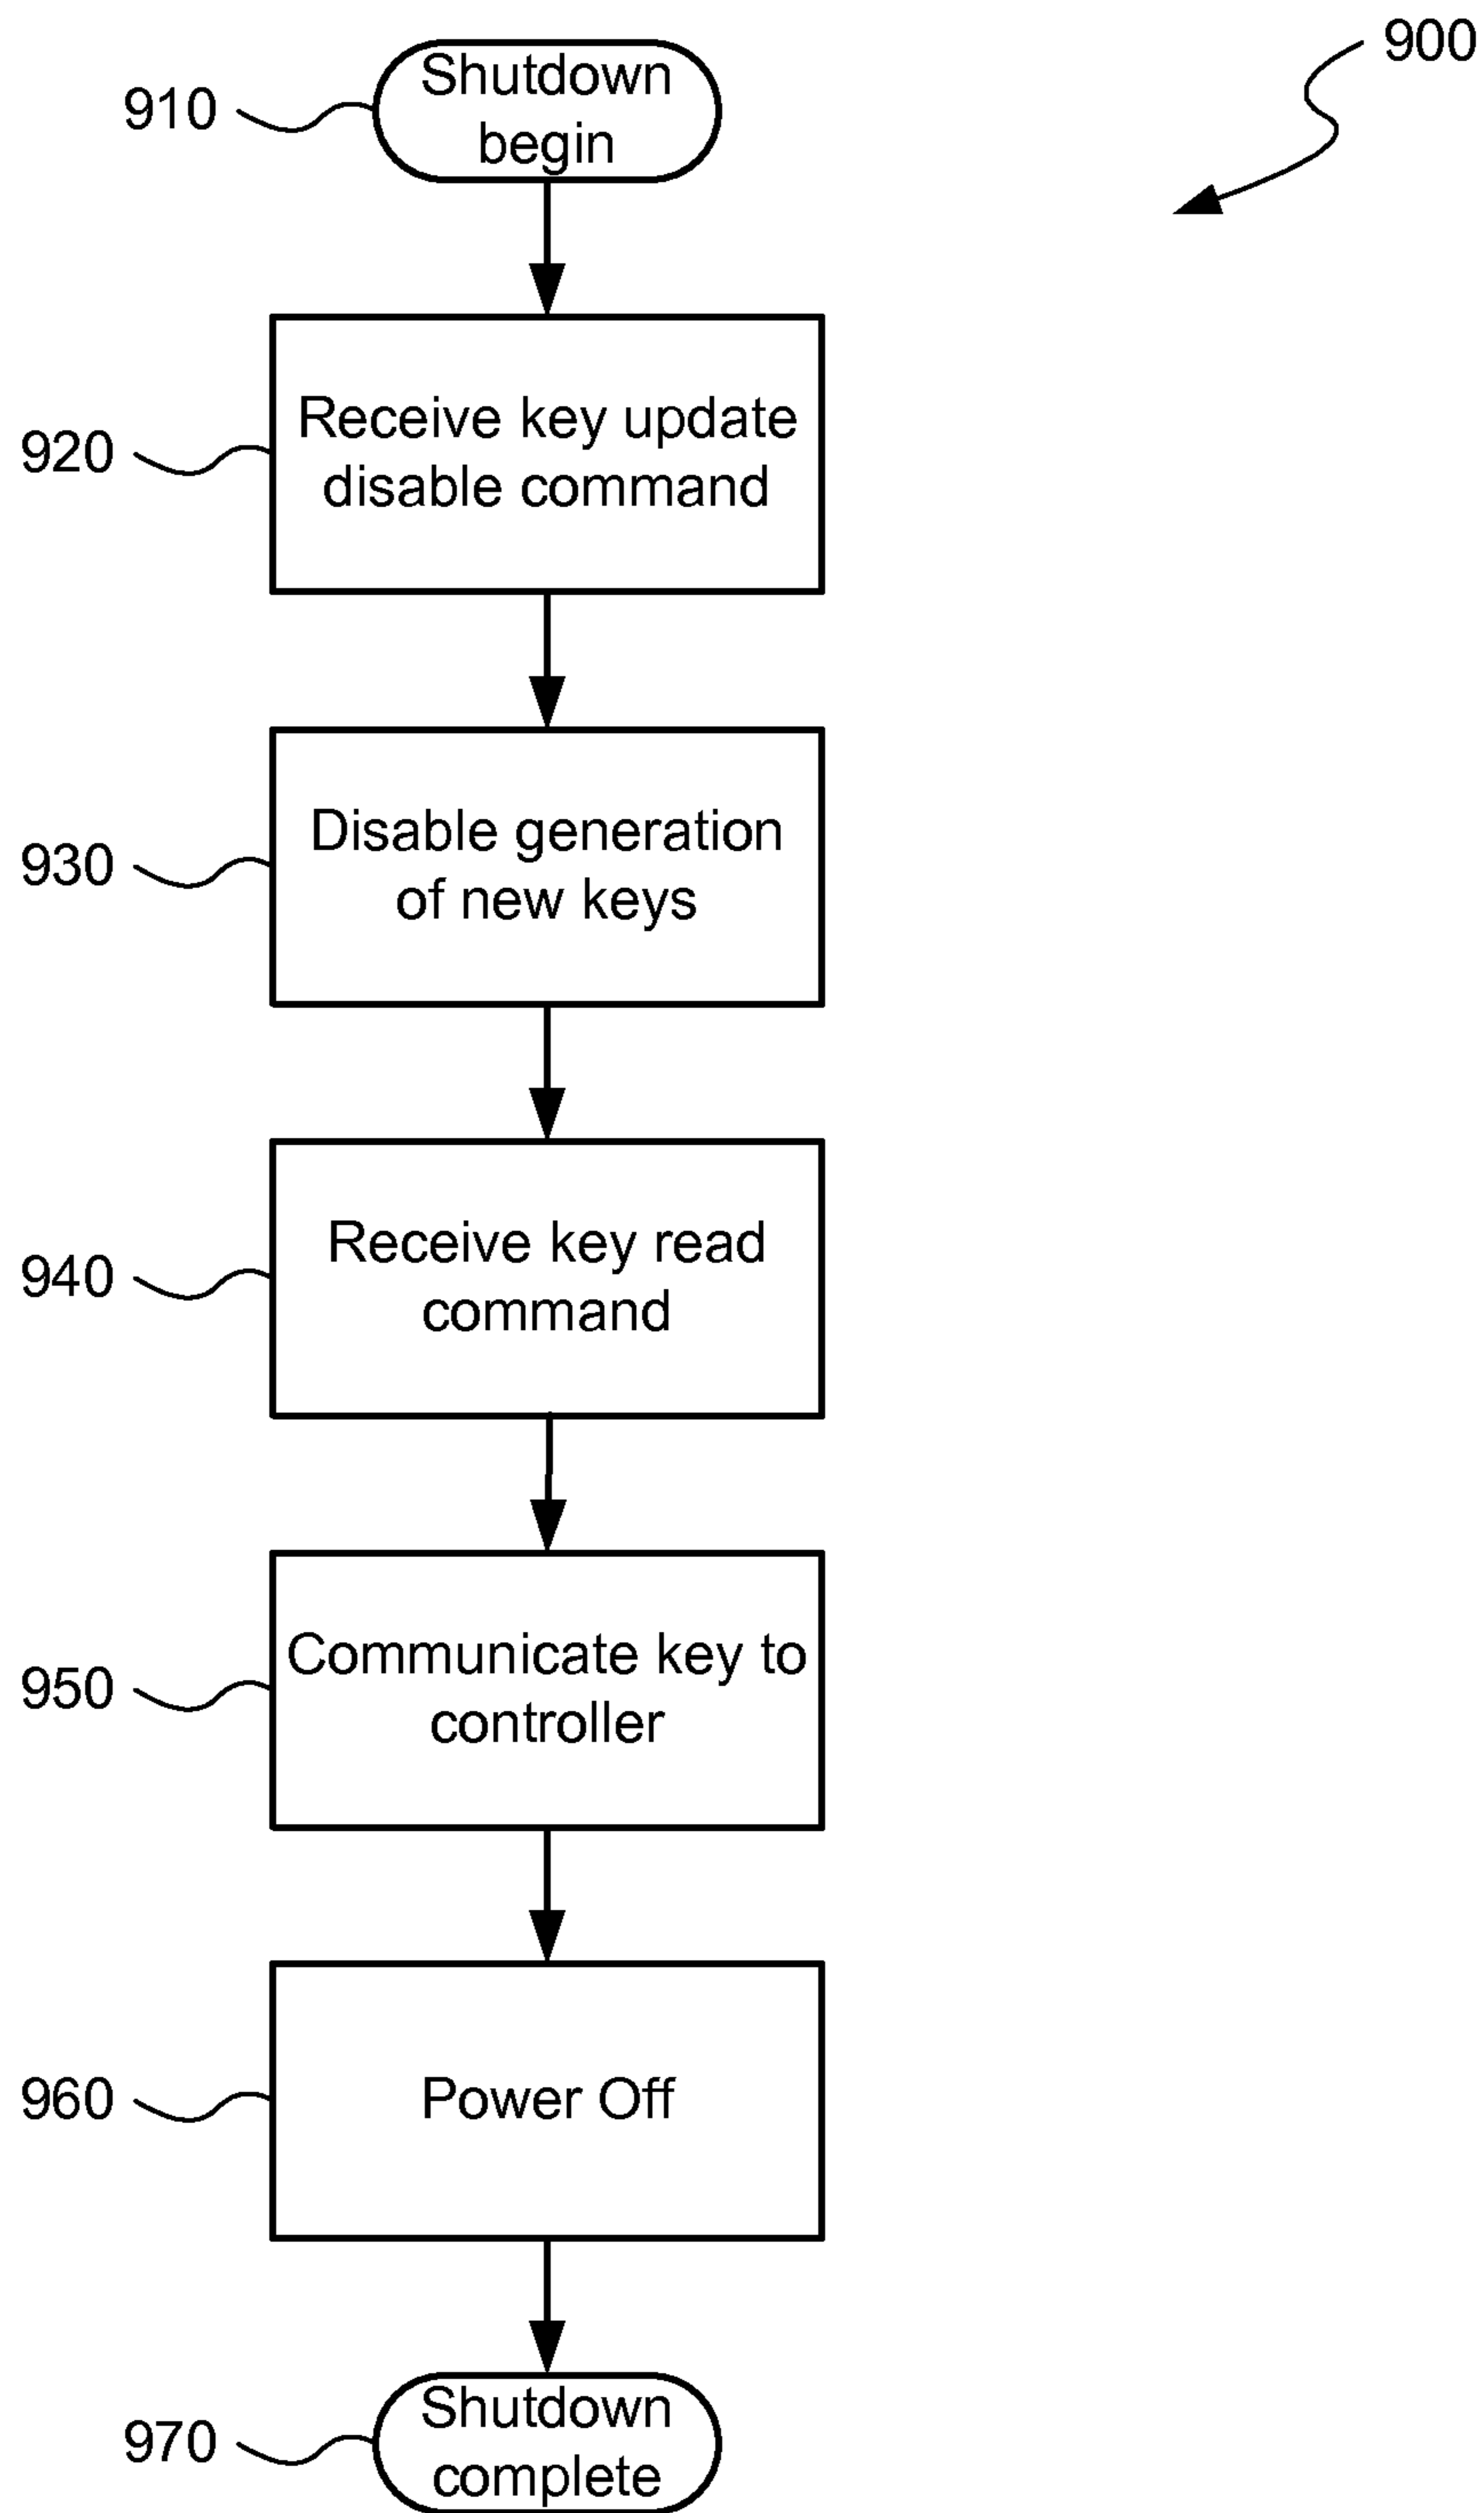 900
910
Shutdown
begin
920
Receive key update
disable command
930
Disable generation
of new keys
940
Receive key read
command
950
Communicate key to
controller
960
Power Off
970
Shutdown
complete